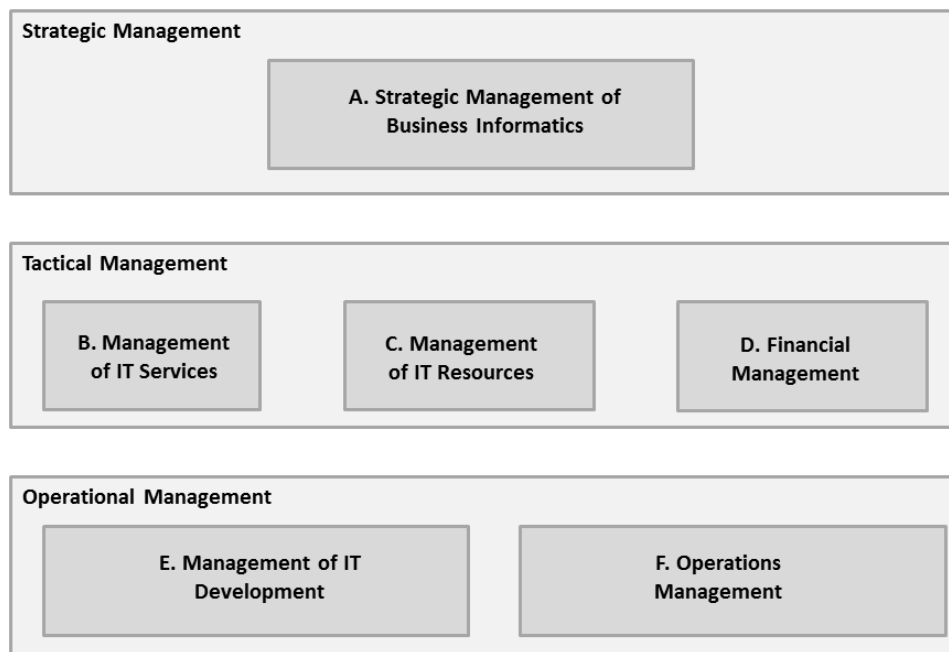 Strategic Management
A. Strategic Management of
Business Informatics
Tactical Management
B. Management
of IT Services
C. Management
of IT Resources
D. Financial
Management
Operational Management
E. Management of IT
Development
F. Operations
Management